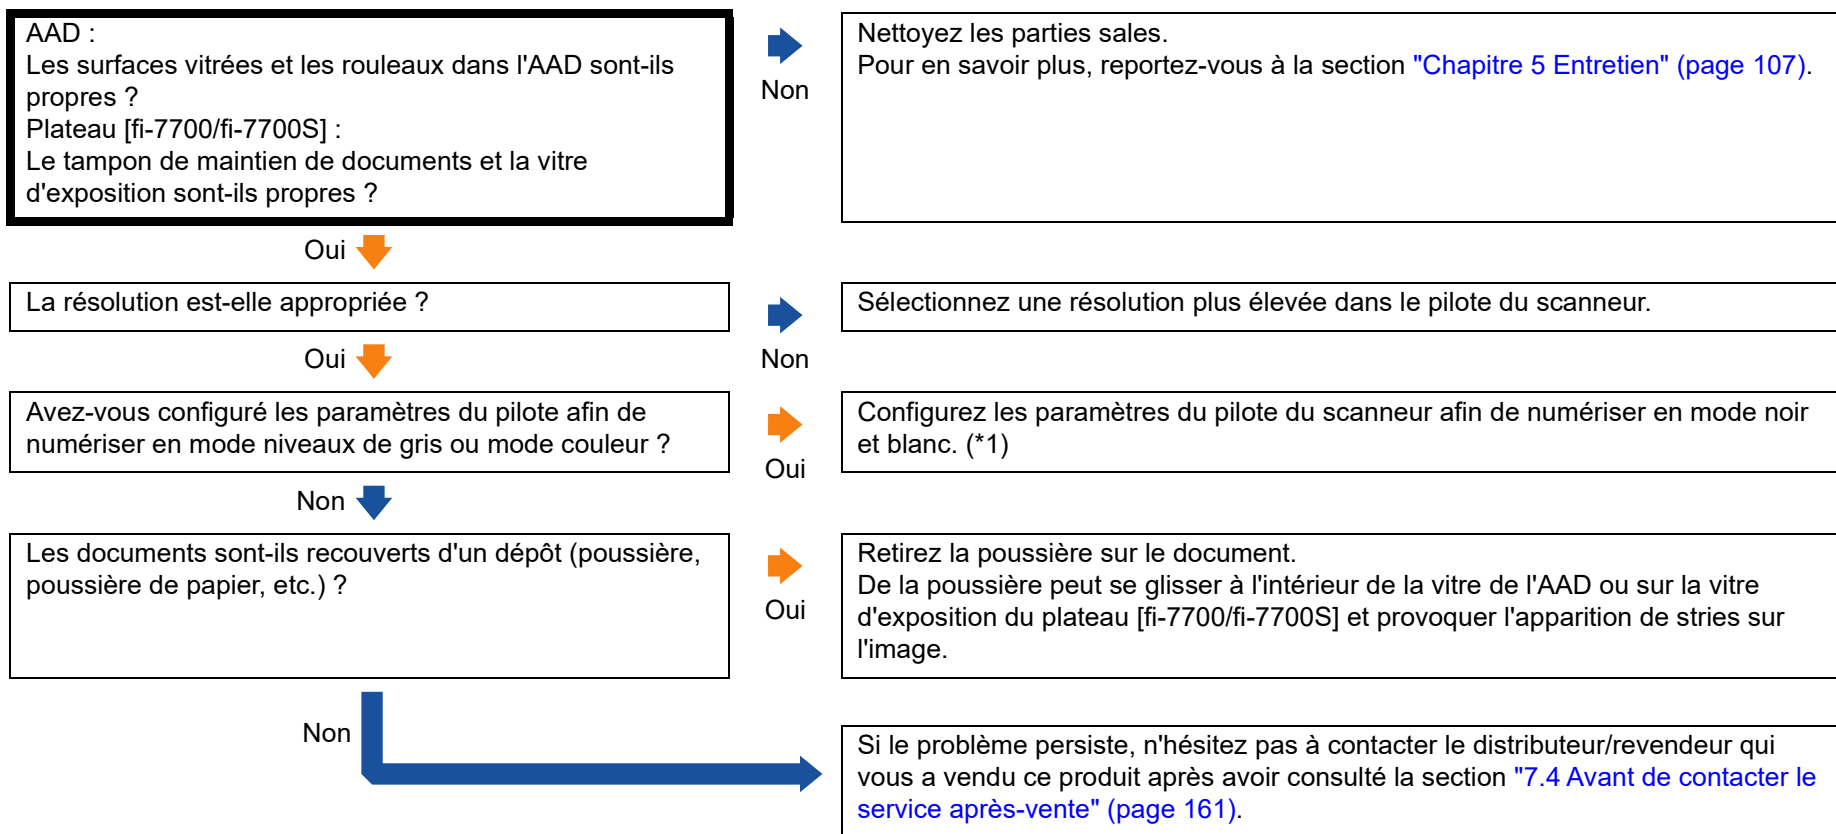 AAD :
Les surfaces vitrées et les rouleaux dans l'AAD sont-ils
propres ?
Plateau [fi-7700/fi-7700S] :
Le tampon de maintien de documents et la vitre
d'exposition sont-ils propres ?
Non
Nettoyez les parties sales.
Pour en savoir plus, reportez-vous à la section "Chapitre 5 Entretien" (page 107).
Oui
La résolution est-elle appropriée ?
Non
Sélectionnez une résolution plus élevée dans le pilote du scanneur.
Oui
Avez-vous configuré les paramètres du pilote afin de
numériser en mode niveaux de gris ou mode couleur ?
Oui
Configurez les paramètres du pilote du scanneur afin de numériser en mode noir
et blanc. (*1)
Non
Les documents sont-ils recouverts d'un dépôt (poussière,
poussière de papier, etc.) ?
Oui
Retirez la poussière sur le document.
De la poussière peut se glisser à l'intérieur de la vitre de l'AAD ou sur la vitre
d'exposition du plateau [fi-7700/fi-7700S] et provoquer l'apparition de stries sur
l'image.
Non
Si le problème persiste, n'hésitez pas à contacter le distributeur/revendeur qui
vous a vendu ce produit après avoir consulté la section "7.4 Avant de contacter le
service après-vente" (page 161).